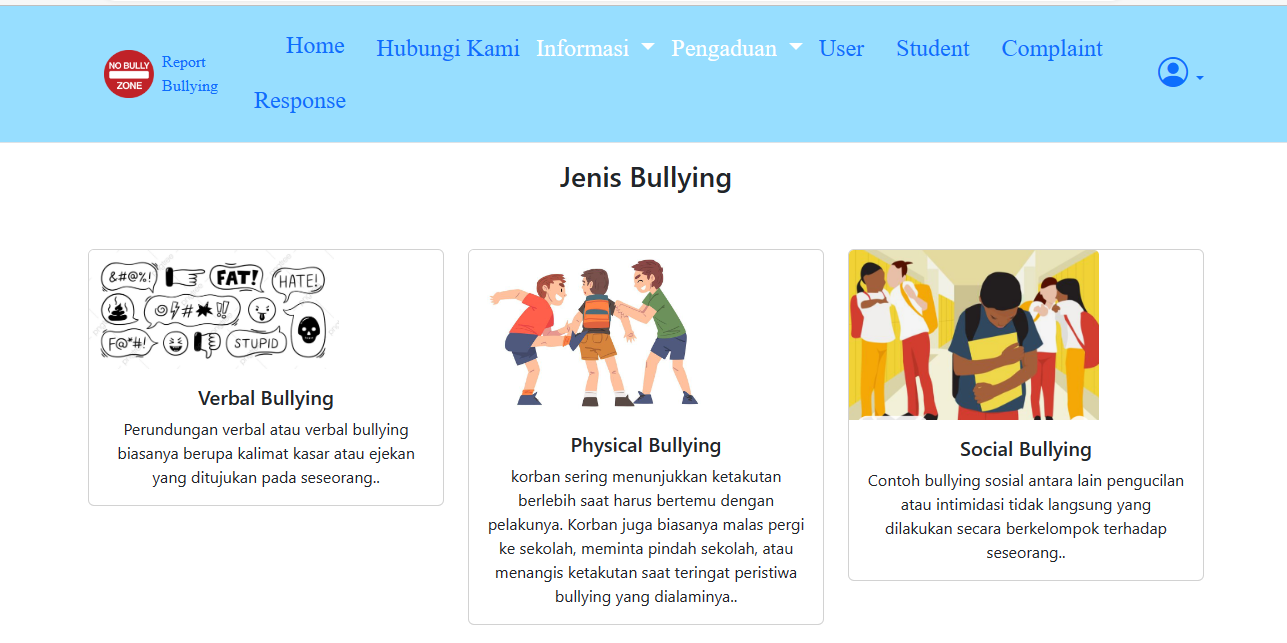 NO BULLY
ZONE
Report
Bullying
Home Hubungi Kami Informasi Pengaduan User Student Complaint
Response
Jenis Bullying
&#@%!
FAT!
HATE!
F@*#!
STUPID
Verbal Bullying
Perundungan verbal atau verbal bullying
biasanya berupa kalimat kasar atau ejekan
yang ditujukan pada seseorang..
Physical Bullying
korban sering menunjukkan ketakutan
berlebih saat harus bertemu dengan
pelakunya. Korban juga biasanya malas pergi
ke sekolah, meminta pindah sekolah, atau
menangis ketakutan saat teringat peristiwa
bullying yang dialaminya..
Social Bullying
Contoh bullying sosial antara lain pengucilan
atau intimidasi tidak langsung yang
dilakukan secara berkelompok terhadap
seseorang..